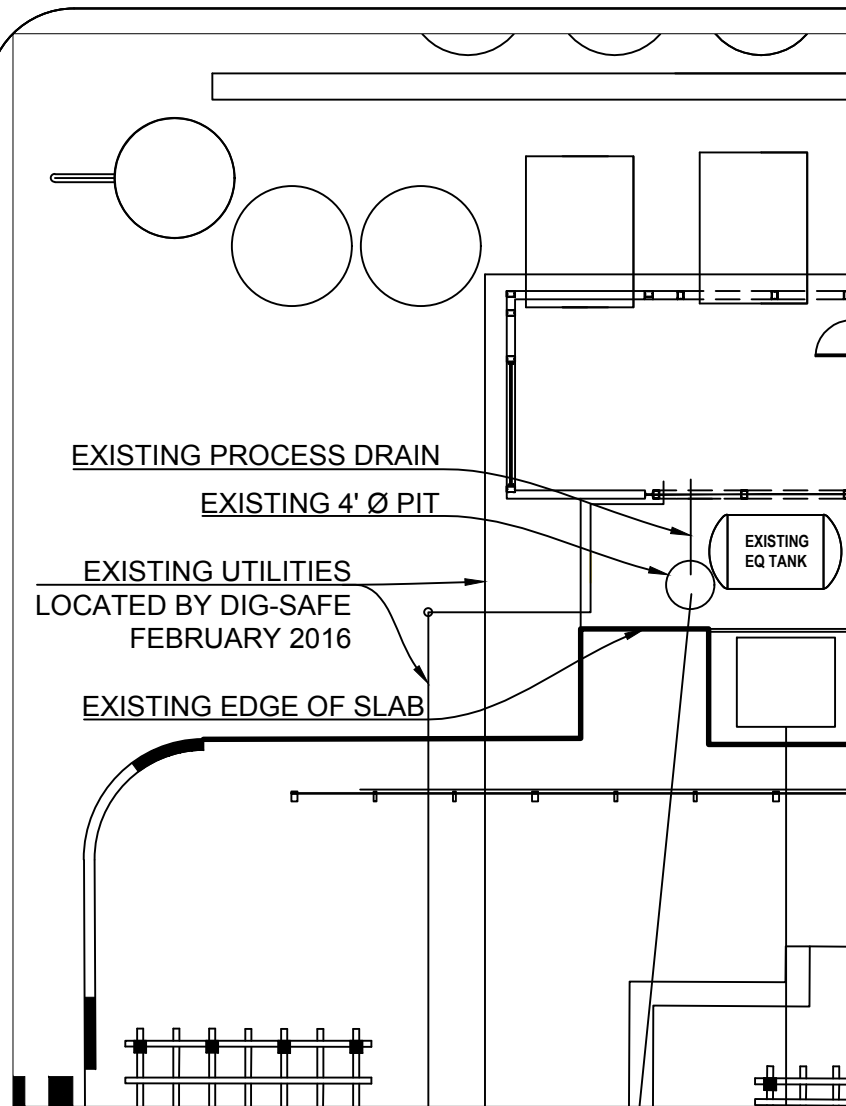 EXISTING PROCESS DRAIN
EXISTING 4' Ø PIT
EXISTING
EQ TANK
EXISTING UTILITIES
LOCATED BY DIG-SAFE
FEBRUARY 2016
EXISTING EDGE OF SLAB